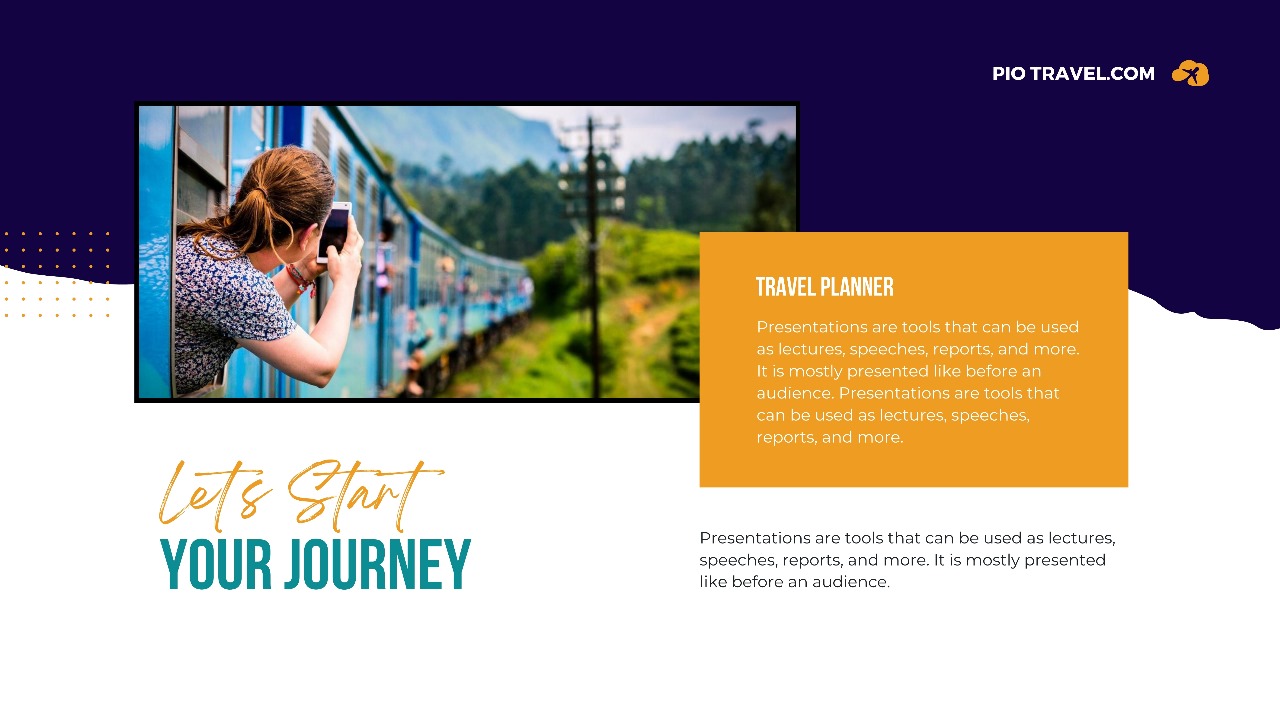 PIO TRAVEL.COM
TRAVEL PLANNER
Presentations are tools that can be used
as lectures, speeches, reports, and more.
It is mostly presented like before an
audience. Presentations are tools that
can be used as lectures, speeches,
reports, and more.
Let's Start
YOUR JOURNEY
Presentations are tools that can be used as lectures,
speeches, reports, and more. It is mostly presented
like before an audience.